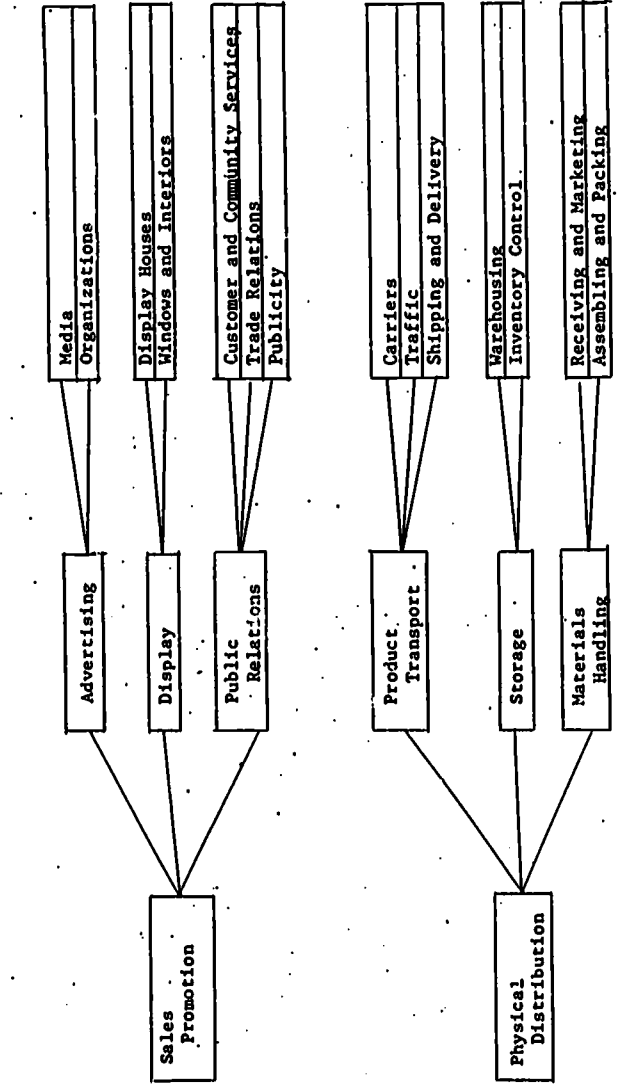 Sales
Promotion
Advertising
Media
Organizations
Display
Display Houses
Windows and Interiors
Public
Relations
Customer and Community Services
Trade Relations
Publicity
Physical
Distribution
Product
Transport
Carriers
Traffic
Shipping and Delivery
Storage
Warehousing
Inventory Control.
Materials
Handling
Receiving and Marketing
Assembling and Packing